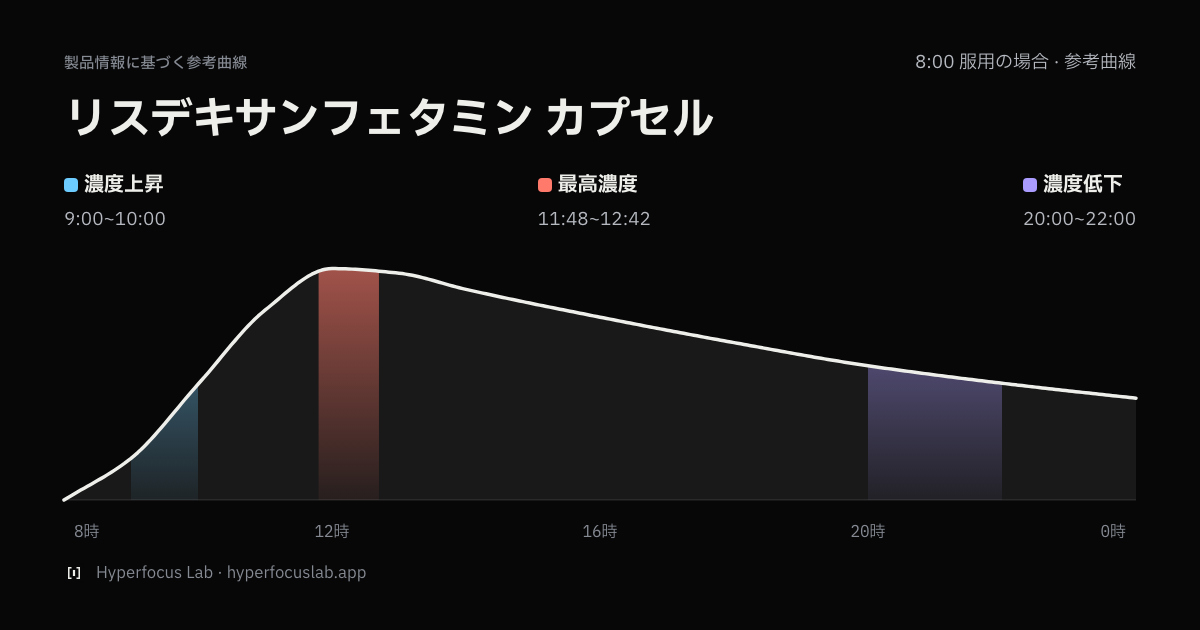 製品情報に基づく参考曲線
8:00 服用の場合 · 参考曲線
リスデキサンフェタミン カプセル
濃度上昇
9:00~10:00
最高濃度
11:48~12:42
濃度低下
20:00~22:00
8時 12時 16時 20時 0時
Hyperfocus Lab · hyperfocuslab.app